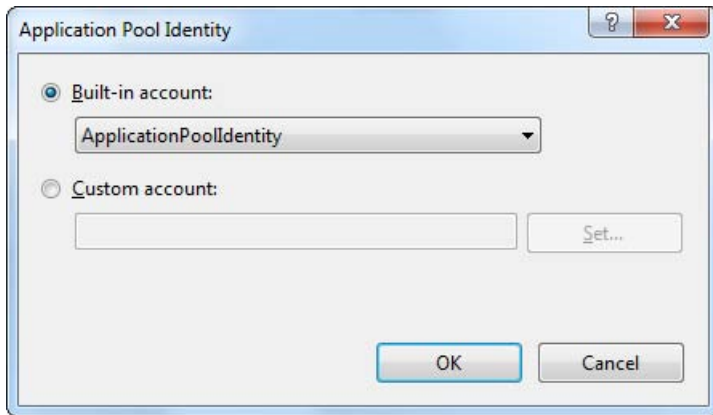 Application Pool Identity
?
Built-in account:
ApplicationPoolIdentity
Custom account:
Set...
OK Cancel